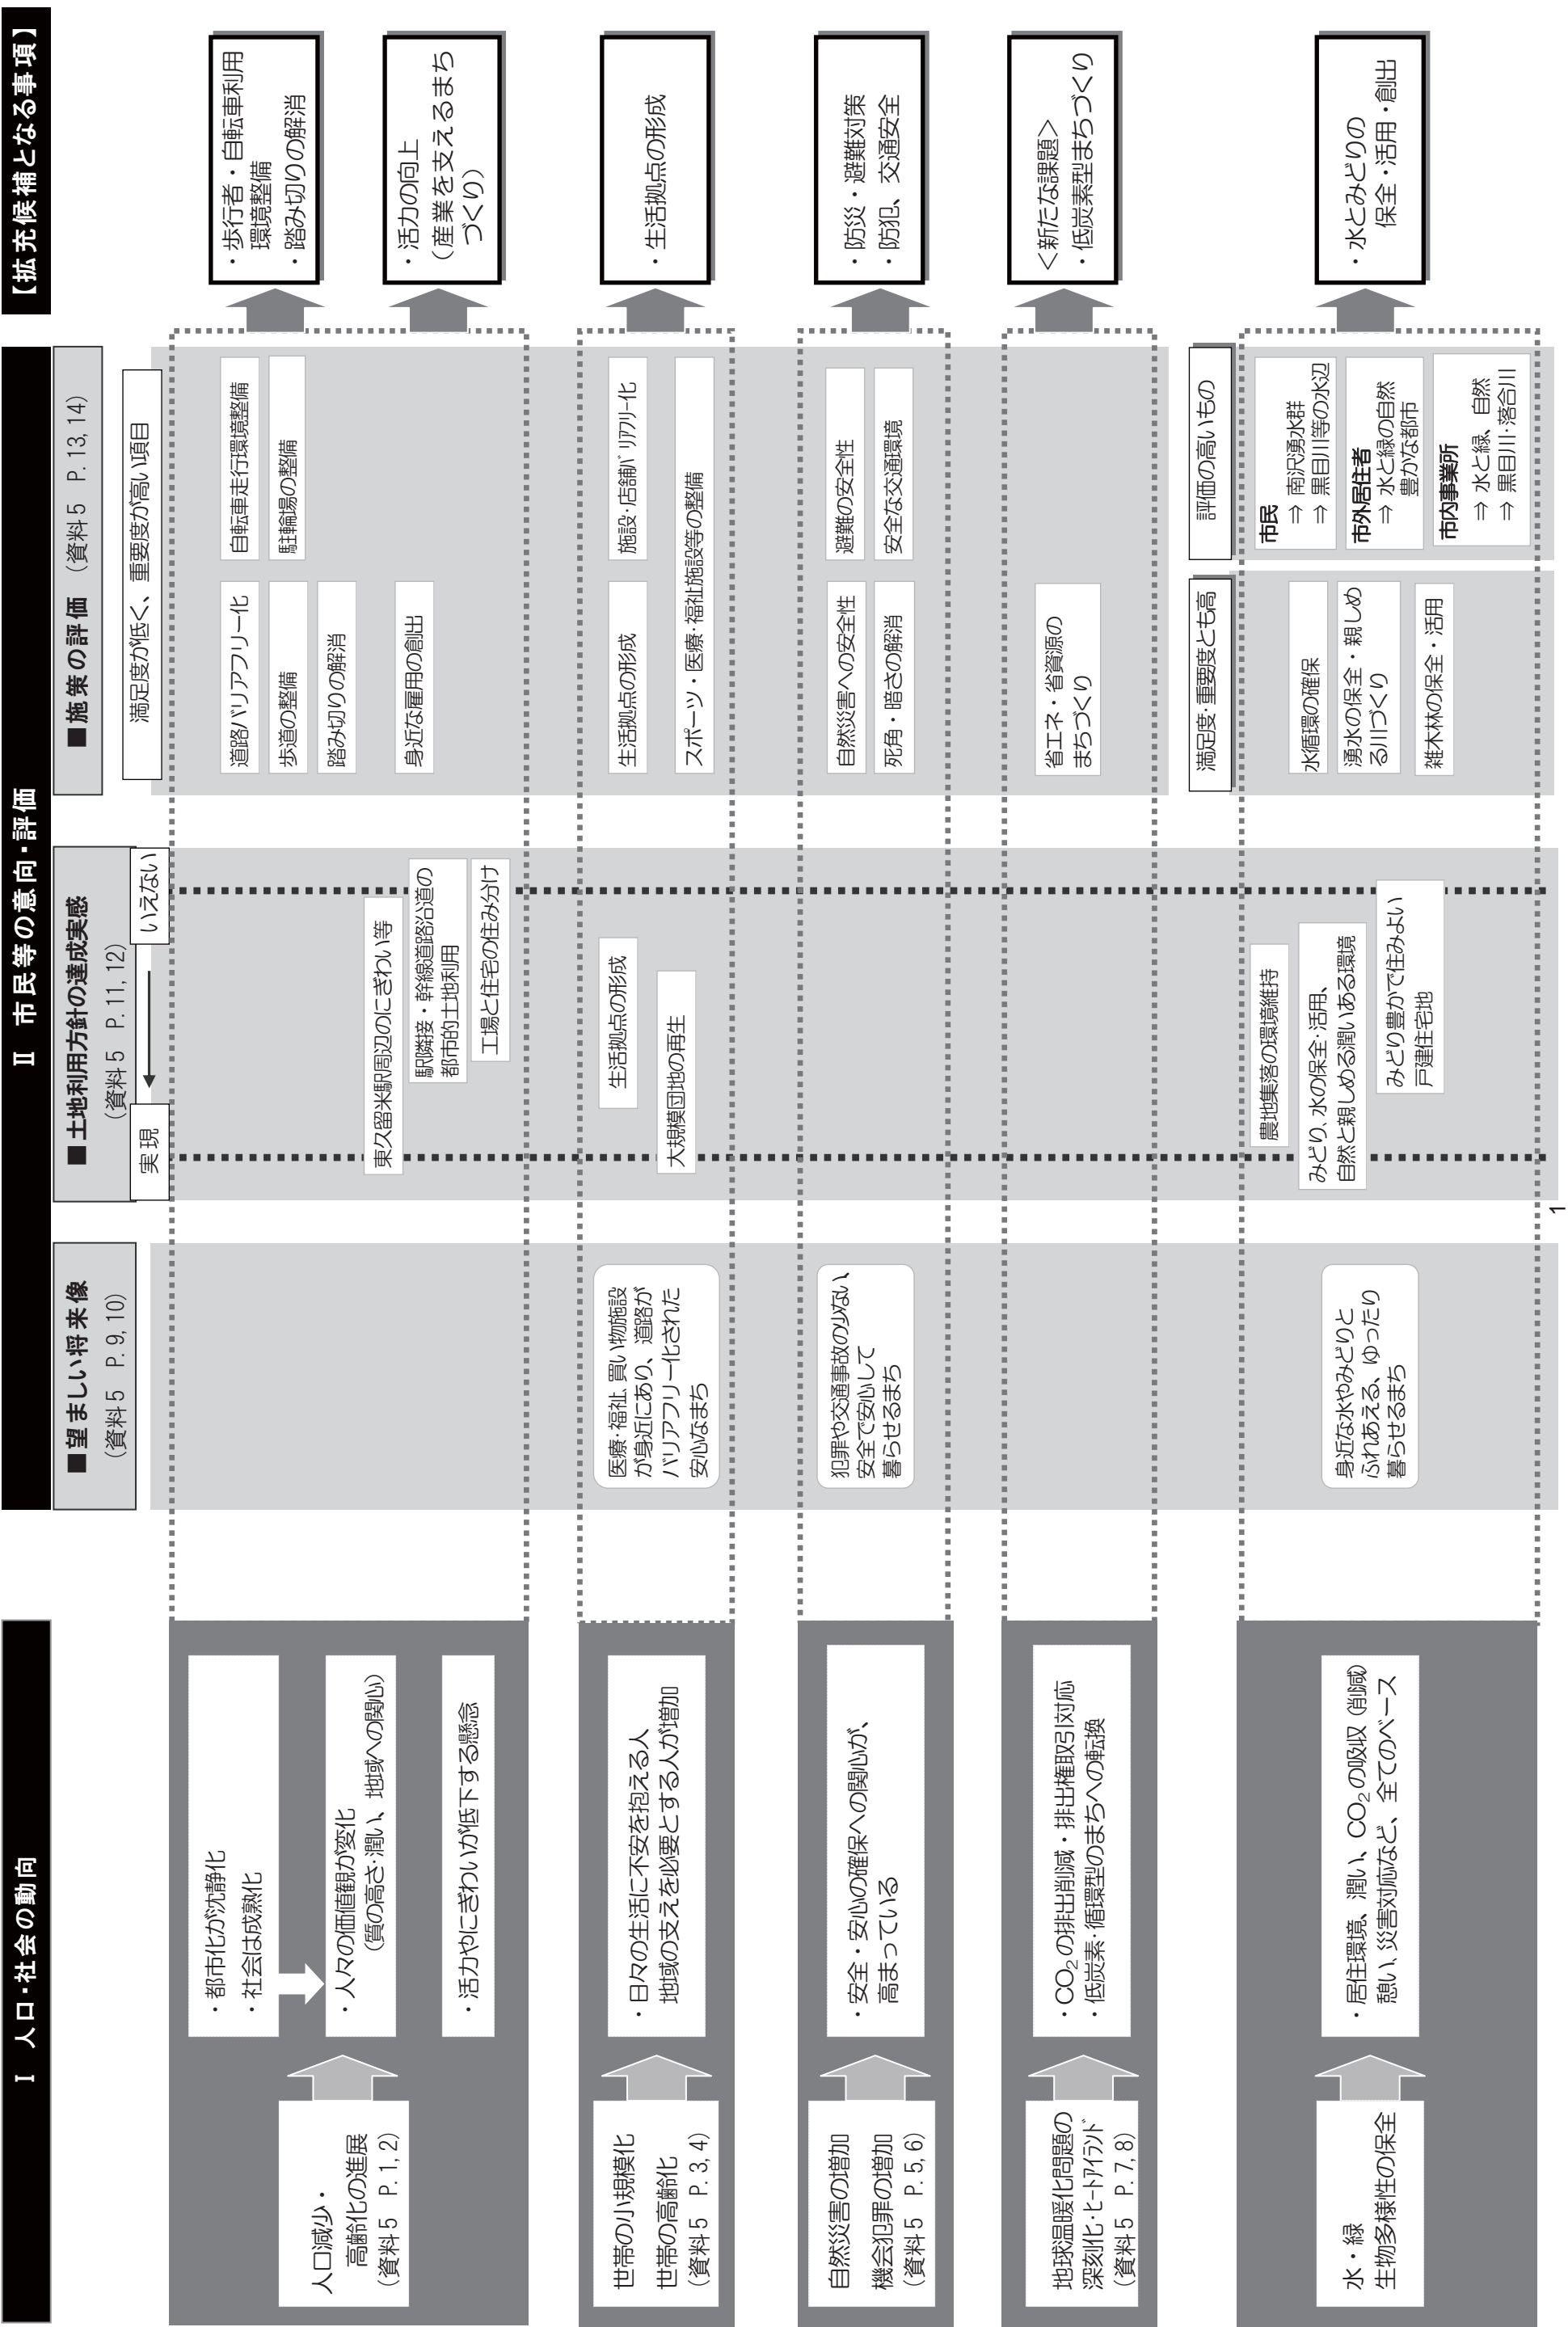 Ⅰ 人口・社会の動向
Ⅱ 市民等の意向・評価
【拡充候補となる事項】
■望ましい将来像
(資料5 P.9,10)
■土地利用方針の達成実感
(資料5 P.11,12)
実現
いえない
■施策の評価 (資料5 P.13,14)
満足度が低く、重要度が高い項目
人口減少・
高齢化の進展
(資料5 P.1,2)
・都市化が沈静化
・社会は成熟化
・人々の価値観が変化
(質の高さ・潤い、地域への関心)
・活力やにぎわいが低下する懸念
東久留米駅周辺のにぎわい等
駅隣接・幹線道路沿道の
都市的土地利用
工場と住宅の住み分け
道路バリアフリー化
自転車走行環境整備
歩道の整備
駐輪場の整備
踏み切りの解消
身近な雇用の創出
・歩行者・自転車利用
環境整備
・踏み切りの解消
・活力の向上
(産業を支えるまち
づくり)
世帯の小規模化
世帯の高齢化
(資料5 P.3,4)
・日々の生活に不安を抱える人
地域の支えを必要とする人が増加
医療・福祉、買い物施設
が身近にあり、道路が
バリアフリー化された
安心なまち
生活拠点の形成
大規模団地の再生
生活拠点の形成
施設・店舗バリアフリー化
スポーツ・医療・福祉施設等の整備
・生活拠点の形成
自然災害の増加
機会犯罪の増加
(資料5 P.5,6)
・安全・安心の確保への関心が、
高まっている
犯罪や交通事故の少ない、
安全で安心して
暮らせるまち
自然災害への安全性
避難の安全性
死角・暗さの解消
安全な交通環境
・防災・避難対策
・防犯、交通安全
地球温暖化問題の
深刻化・ヒートアイランド
(資料5 P.7,8)
・CO₂の排出削減・排出権取引対応
・低炭素・循環型のまちへの転換
省エネ・省資源の
まちづくり
<新たな課題>
・低炭素型まちづくり
満足度・重要度とも高
評価の高いもの
水・緑
生物多様性の保全
・居住環境、潤い、CO₂の吸収(削減)
憩い、災害対応など、全てのベース
身近な水やみどりと
ふれあえる、ゆったり
暮らせるまち
農地集落の環境維持
みどり、水の保全・活用、
自然と親しめる潤いある環境
みどり豊かで住みよい
戸建住宅地
水循環の確保
湧水の保全・親しめ
る川づくり
雑木林の保全・活用
市民
⇒ 南沢湧水群
⇒ 黒目川等の水辺
市外居住者
⇒ 水と緑の自然
豊かな都市
市内事業所
⇒ 水と緑、自然
⇒ 黒目川・落合川
・水とみどりの
保全・活用・創出
1